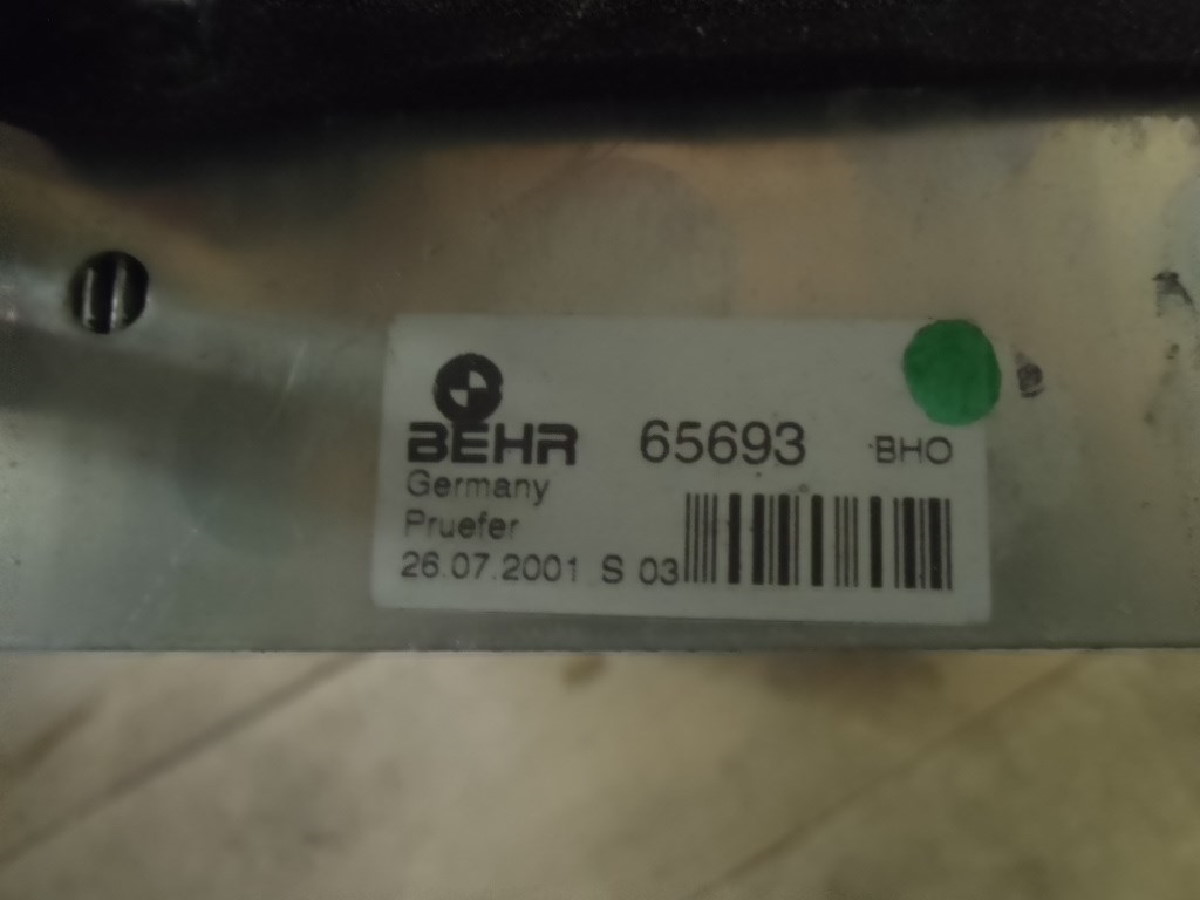 BEHR 65693 BHO
Germany
Pruefer
26.07.2001 S 03